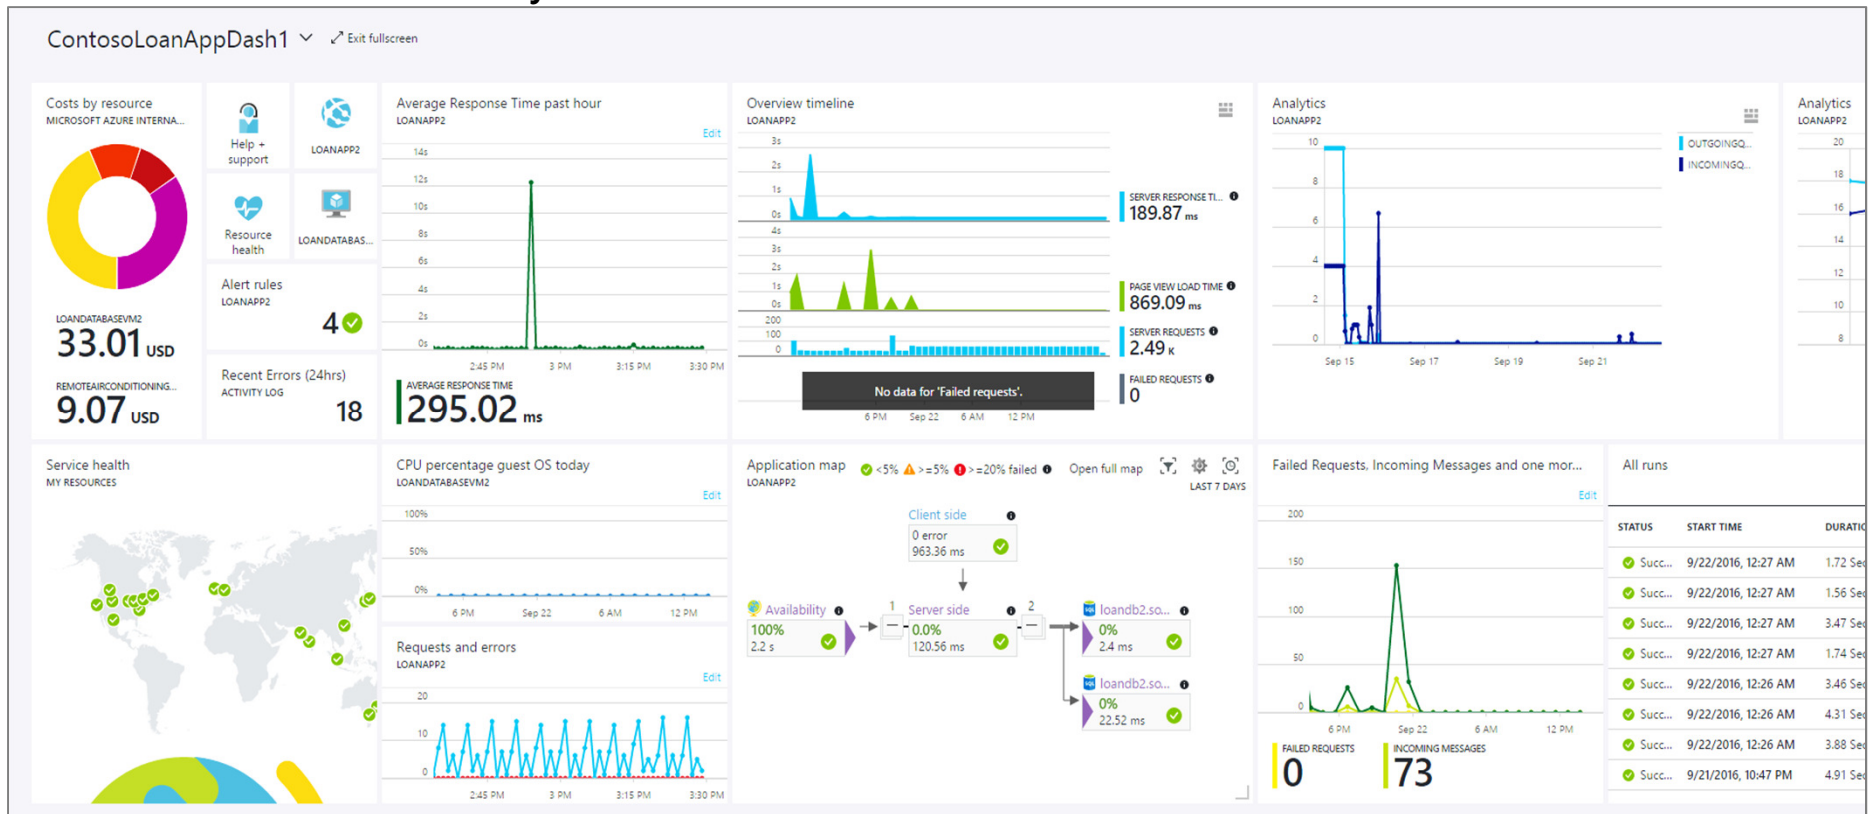 ContosoLoanAppDash1
Exit fullscreen
Costs by resource
MICROSOFT AZURE INTERNA...
LOANDATABASEVM2
33.01 USD
REMOTEAIRCONDITIONING...
9.07 USD
Help +
support
LOANAPP2
Resource
health
LOANDATABAS...
Alert rules
LOANAPP2
4
Recent Errors (24hrs)
ACTIVITY LOG
18
Average Response Time past hour
LOANAPP2
Edit
14s
12s
10s
8s
6s
4s
2s
0s
2:45 PM 3 PM 3:15 PM 3:30 PM
AVERAGE RESPONSE TIME
295.02 ms
Overview timeline
LOANAPP2
3s
2s
1s
0s
SERVER RESPONSE TI...
189.87 ms
4s
3s
2s
1s
0s
PAGE VIEW LOAD TIME
869.09 ms
200
100
0
SERVER REQUESTS
2.49 K
No data for 'Failed requests'.
FAILED REQUESTS
0
6 PM Sep 22 6 AM 12 PM
Analytics
LOANAPP2
10
8
6
4
2
0
Sep 15 Sep 17 Sep 19 Sep 21
OUTGOINGQ...
INCOMINGQ...
Analytics
LOANAPP2
20
18
16
14
12
10
8
Service health
MY RESOURCES
CPU percentage guest OS today
LOANDATABASEVM2
Edit
100%
50%
0%
6 PM Sep 22 6 AM 12 PM
Requests and errors
LOANAPP2
Edit
20
10
0
2:45 PM 3 PM 3:15 PM 3:30 PM
Application map
LOANAPP2
<5% >=5% >=20% failed
Open full map
LAST 7 DAYS
Client side
0 error
963.36 ms
Availability
100%
2.2 s
1
Server side
0.0%
120.56 ms
2
loandb2.so...
0%
2.4 ms
SQL loandb2.so...
0%
22.52 ms
Failed Requests, Incoming Messages and one mor...
Edit
200
150
100
50
0
6 PM Sep 22 6 AM 12 PM
FAILED REQUESTS
0
INCOMING MESSAGES
73
All runs
STATUS START TIME DURATIO
Succ... 9/22/2016, 12:27 AM 1.72 Sec
Succ... 9/22/2016, 12:27 AM 1.56 Sec
Succ... 9/22/2016, 12:27 AM 3.47 Sec
Succ... 9/22/2016, 12:27 AM 1.74 Sec
Succ... 9/22/2016, 12:26 AM 3.46 Sec
Succ... 9/22/2016, 12:26 AM 4.31 Sec
Succ... 9/22/2016, 12:26 AM 3.88 Sec
Succ... 9/21/2016, 10:47 PM 4.91 Sec